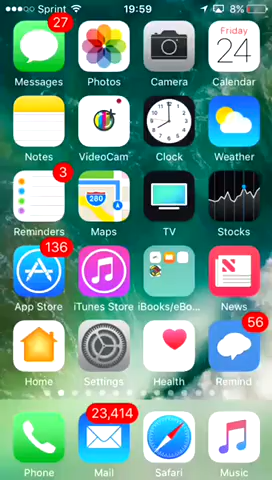 Sprint 19:59 8%
27 Friday
24
Messages Photos Camera Calendar
Notes VideoCam Clock Weather
3 280
Reminders Maps TV Stocks
136
App Store iTunes Store iBooks/eBo... News
56
Home Settings Health Remind
23,414
Phone Mail Safari Music